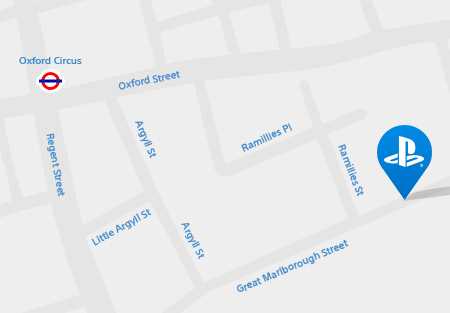 Oxford Circus
Oxford Street
Argyll St
Ramillies Pl
Regent Street
Ramillies St
Little Argyll St
Argyll St
Great Marlborough Street